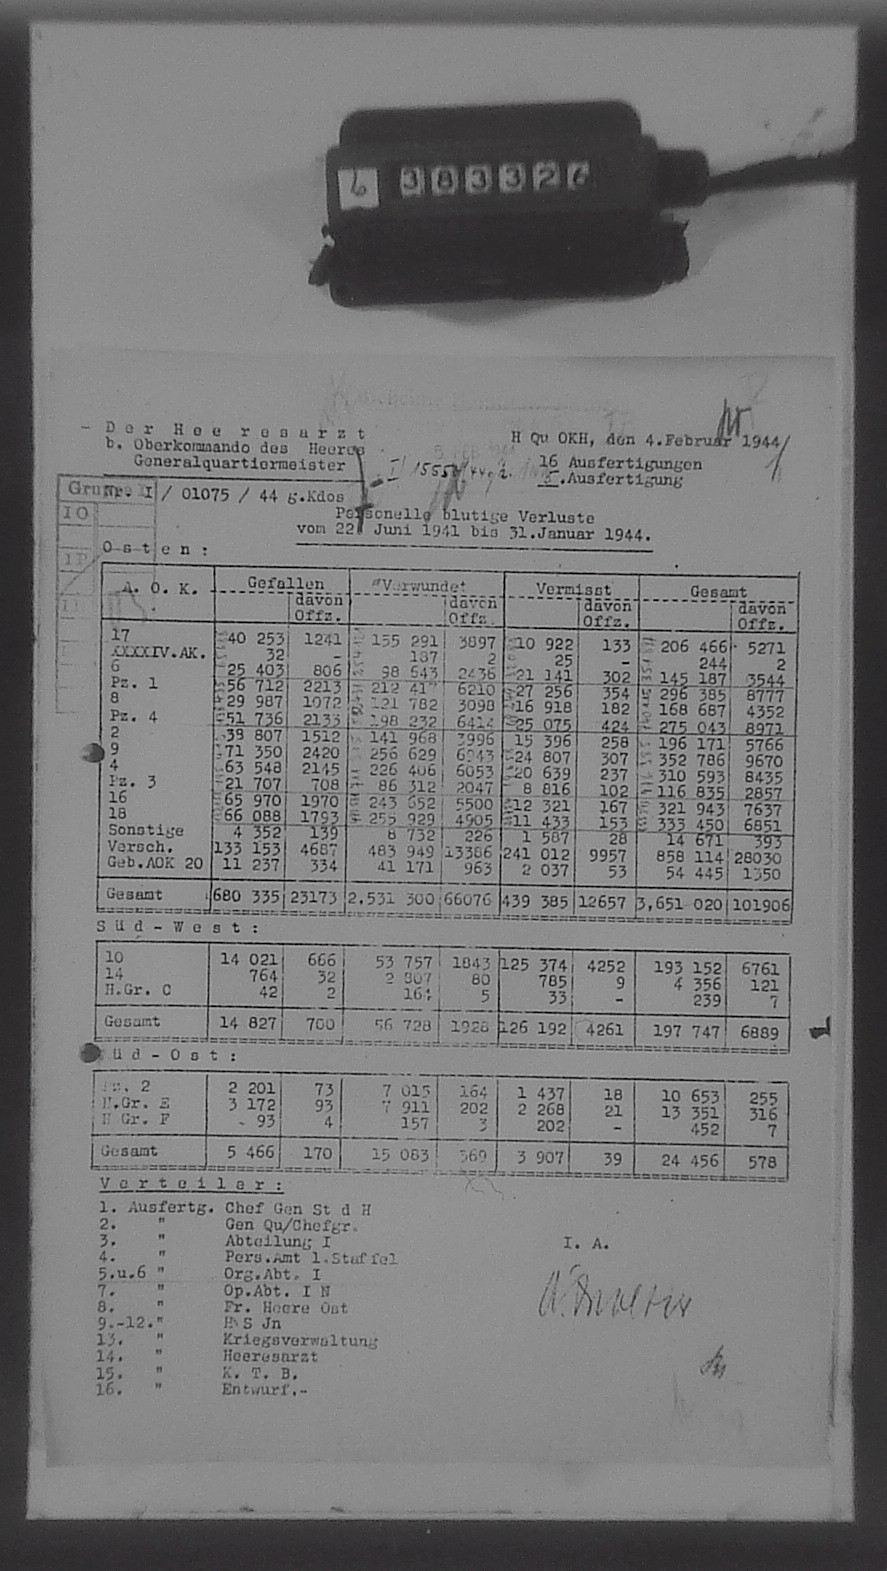 6 383326
- Der Heeresarzt
b. Oberkommando des Heeres
Generalquartiermeister
H Qu OKH, den 4.Februar 1944
16 Ausfertigungen
.Ausfertigung
Nr. I / 01075 / 44 g.Kdos
Personelle blutige Verluste
vom 22. Juni 1941 bis 31.Januar 1944.
Osten:
A. O. K. Gefallen Verwundet Vermisst Gesamt
davon Offz. davon Offz. davon Offz. davon Offz.
17 40 253 1241 155 291 3897 10 922 133 206 466 5271
XXXXIV.AK. 32 - 187 2 25 - 244 2
6 25 403 806 98 643 2436 21 141 302 145 187 3544
Pz. 1 56 712 2213 212 417 6210 27 256 354 296 385 8777
8 29 987 1072 121 782 3098 16 918 182 168 687 4352
Pz. 4 51 736 2133 198 232 6414 25 075 424 275 043 8971
2 38 807 1512 141 968 3996 15 396 258 196 171 5766
9 71 350 2420 256 629 6943 24 807 307 352 786 9670
4 63 548 2145 226 406 6053 20 639 237 310 593 8435
Pz. 3 21 707 708 86 312 2047 8 816 102 116 835 2857
16 65 970 1970 243 652 5500 12 321 167 321 943 7637
18 66 088 1793 255 929 4905 11 433 153 333 450 6851
Sonstige 4 352 139 8 732 226 1 587 28 14 671 393
Versch. 133 153 4687 483 949 13386 241 012 9957 858 114 28030
Geb.AOK 20 11 237 334 41 171 963 2 037 53 54 445 1350
Gesamt 680 335 23173 2.531 300 66076 439 385 12657 3,651 020 101906
Süd-West:
10 14 021 666 53 757 1843 125 374 4252 193 152 6761
14 764 32 2 807 80 785 9 4 356 121
H.Gr. C 42 2 164 5 33 - 239 7
Gesamt 14 827 700 56 728 1928 126 192 4261 197 747 6889
Süd-Ost:
Pz. 2 2 201 73 7 015 164 1 437 18 10 653 255
H.Gr. E 3 172 93 7 911 202 2 268 21 13 351 316
H Gr. F 93 4 157 3 202 - 452 7
Gesamt 5 466 170 15 083 369 3 907 39 24 456 578
Verteiler:
1. Ausfertg. Chef Gen St d H
2. " Gen Qu/Chefgr.
3. " Abteilung I
4. " Pers.Amt 1.Staffel
5.u.6 " Org.Abt. I
7. " Op.Abt. I N
8. " Fr. Heere Ost
9.-12." H S Jn
13. " Kriegsverwaltung
14. " Heeresarzt
15. " K. T. B.
16. " Entwurf.-
I. A.